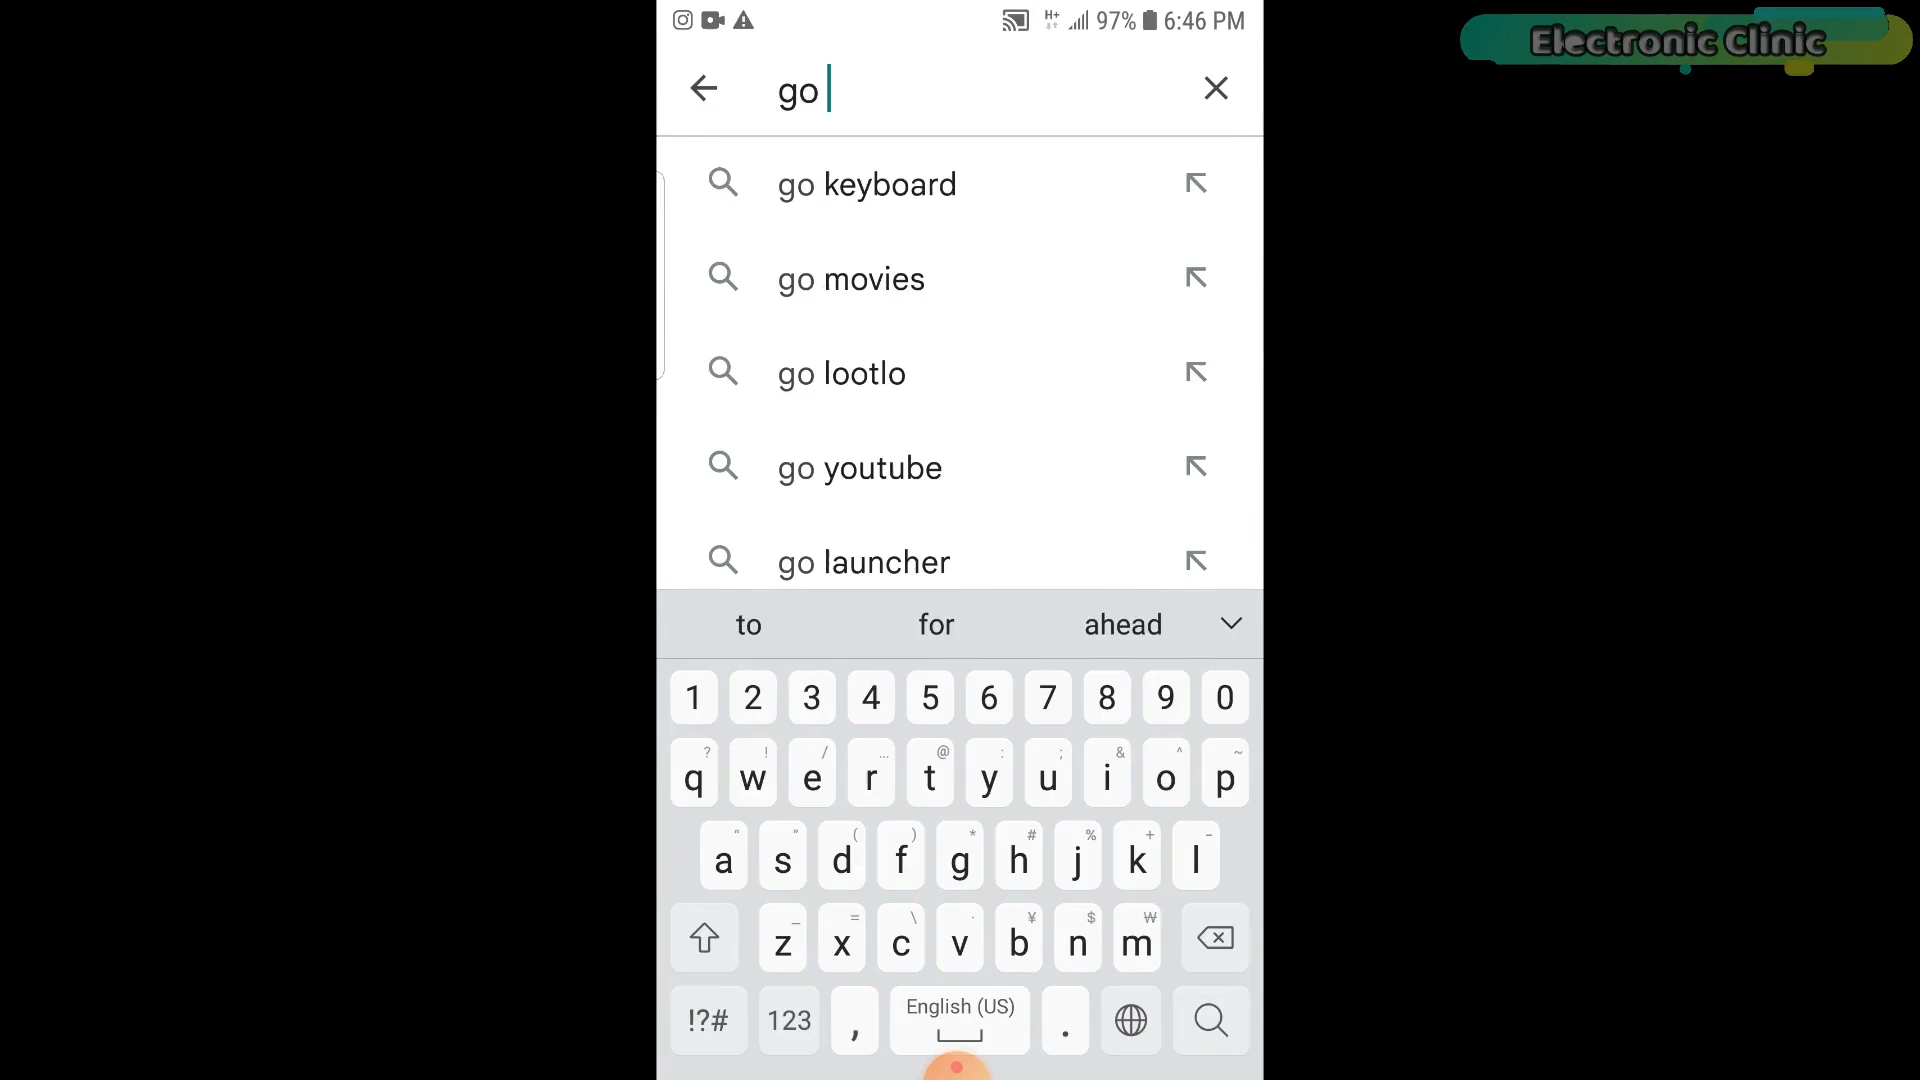 97% 6:46 PM
Electronic Clinic
go
go keyboard
go movies
go lootlo
go youtube
go launcher
to for ahead
1 2 3 4 5 6 7 8 9 0
? ! / ... @ : ; & ^ ~
q w e r t y u i o p
" " ( ) * # % + -
a s d f g h j k l
_ = \ · ¥ $ ₩
z x c v b n m
!?# 123 , English (US) .